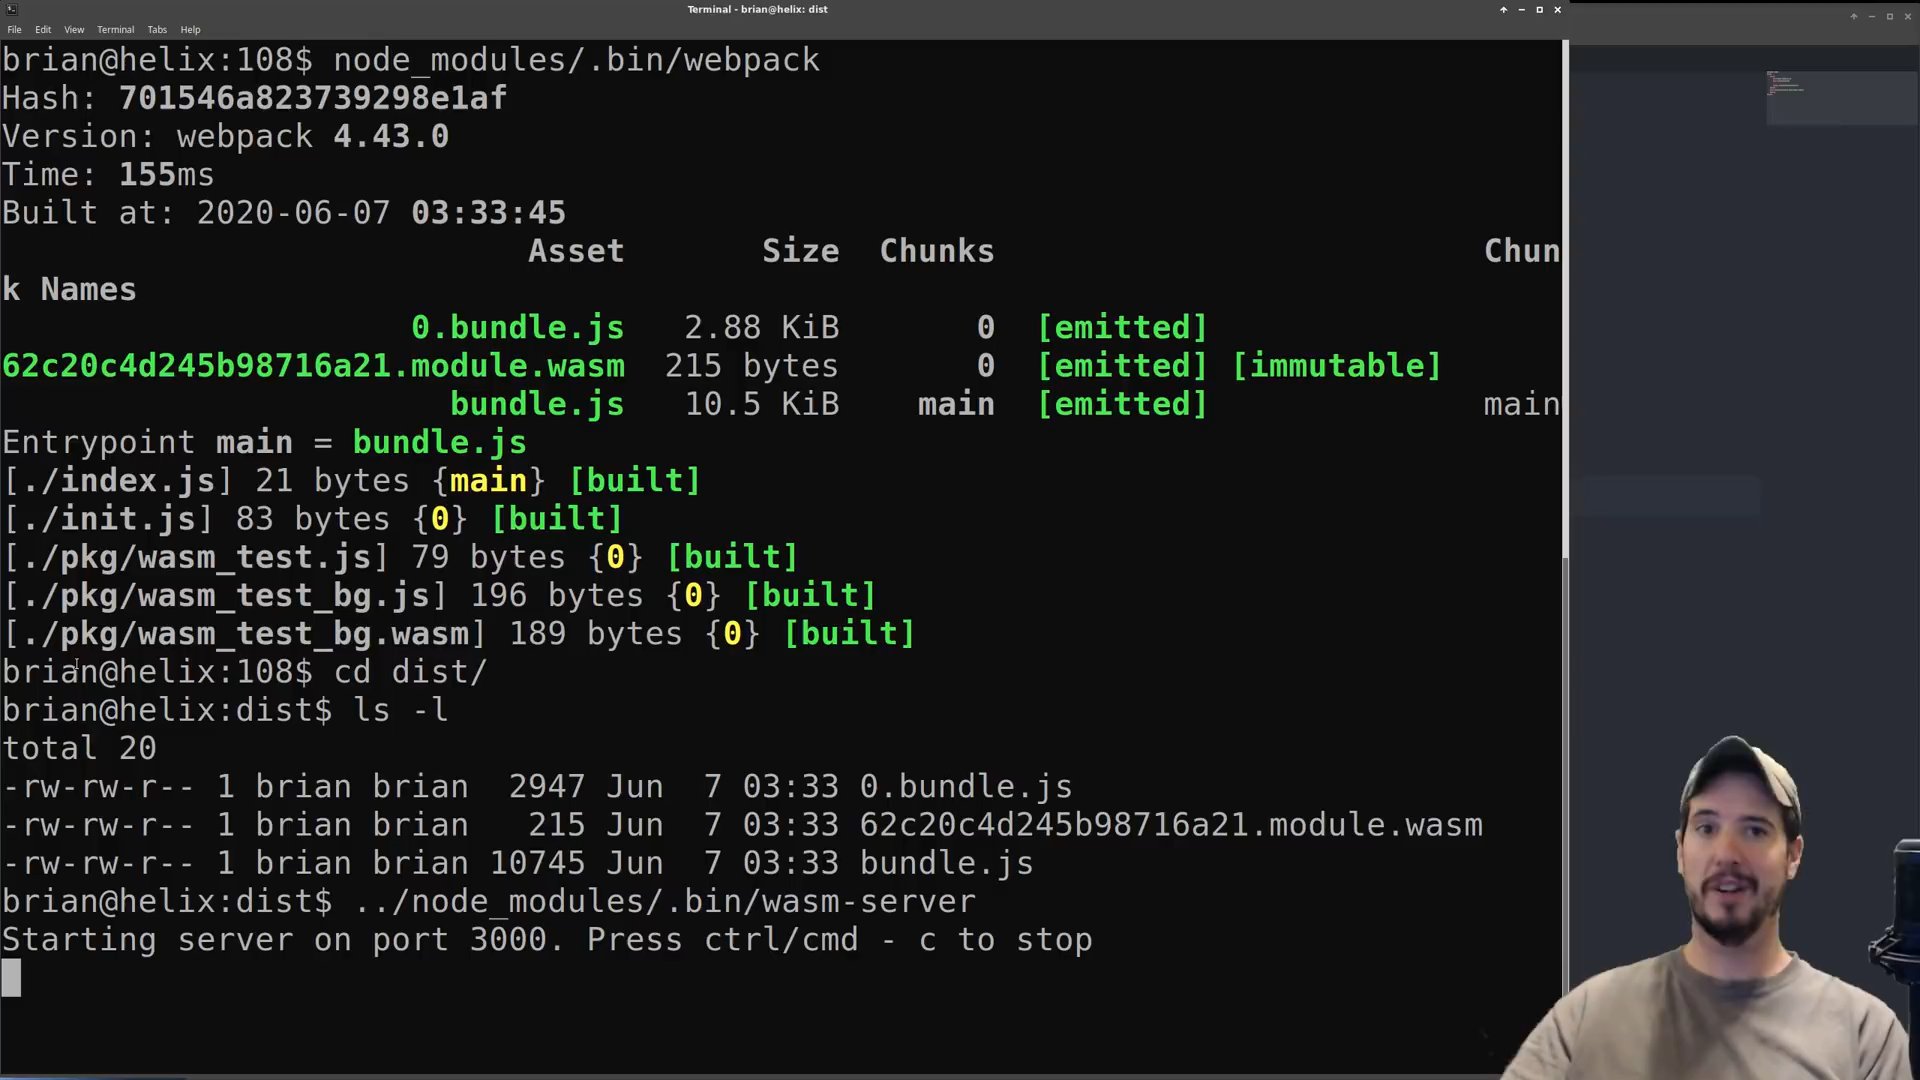 Terminal - brian@helix: dist
File Edit View Terminal Tabs Help
brian@helix:108$ node_modules/.bin/webpack
Hash: 701546a823739298e1af
Version: webpack 4.43.0
Time: 155ms
Built at: 2020-06-07 03:33:45
Asset Size Chunks Chun
k Names
0.bundle.js 2.88 KiB 0 [emitted]
62c20c4d245b98716a21.module.wasm 215 bytes 0 [emitted] [immutable]
bundle.js 10.5 KiB main [emitted] main
Entrypoint main = bundle.js
[./index.js] 21 bytes {main} [built]
[./init.js] 83 bytes {0} [built]
[./pkg/wasm_test.js] 79 bytes {0} [built]
[./pkg/wasm_test_bg.js] 196 bytes {0} [built]
[./pkg/wasm_test_bg.wasm] 189 bytes {0} [built]
brian@helix:108$ cd dist/
brian@helix:dist$ ls -l
total 20
-rw-rw-r-- 1 brian brian 2947 Jun 7 03:33 0.bundle.js
-rw-rw-r-- 1 brian brian 215 Jun 7 03:33 62c20c4d245b98716a21.module.wasm
-rw-rw-r-- 1 brian brian 10745 Jun 7 03:33 bundle.js
brian@helix:dist$ ../node_modules/.bin/wasm-server
Starting server on port 3000. Press ctrl/cmd - c to stop